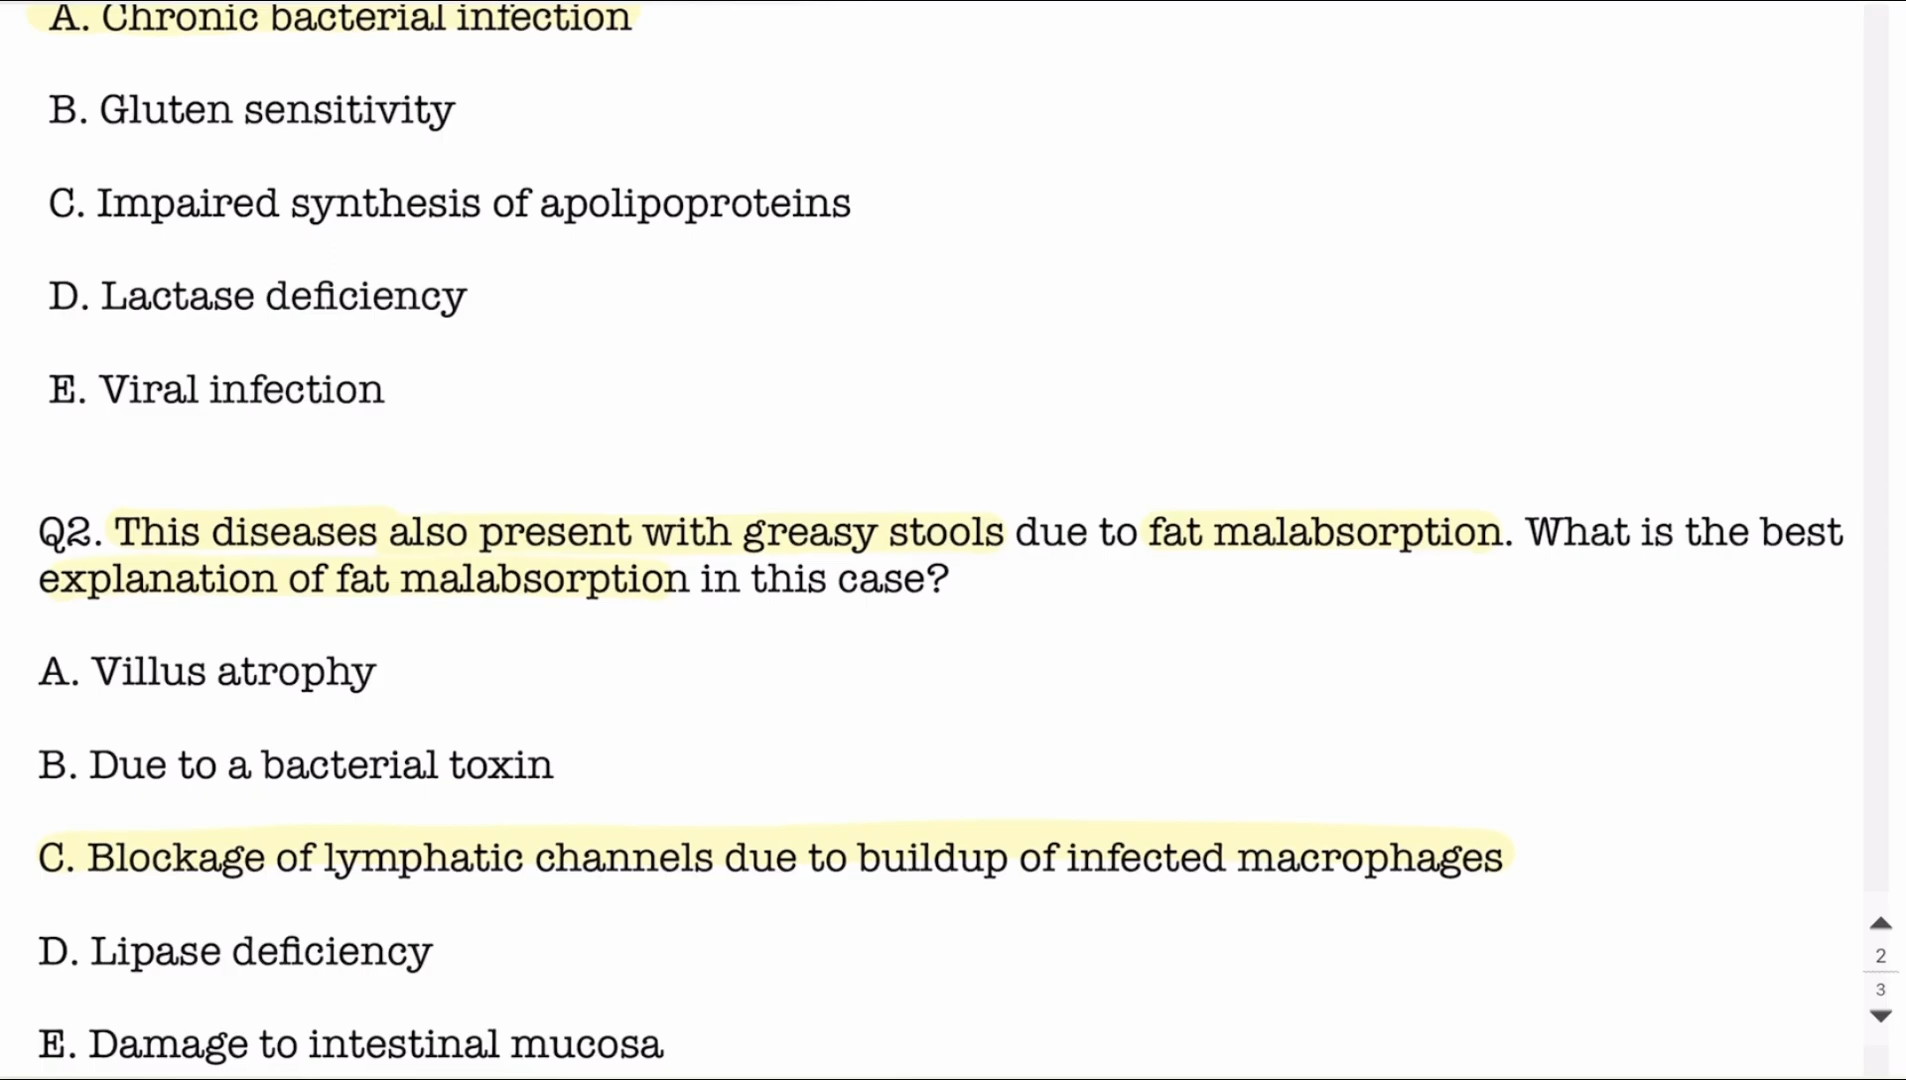 A. Chronic bacterial infection
B. Gluten sensitivity
C. Impaired synthesis of apolipoproteins
D. Lactase deficiency
E. Viral infection
Q2. This diseases also present with greasy stools due to fat malabsorption. What is the best
explanation of fat malabsorption in this case?
A. Villus atrophy
B. Due to a bacterial toxin
C. Blockage of lymphatic channels due to buildup of infected macrophages
2
D. Lipase deficiency
3
E. Damage to intestinal mucosa